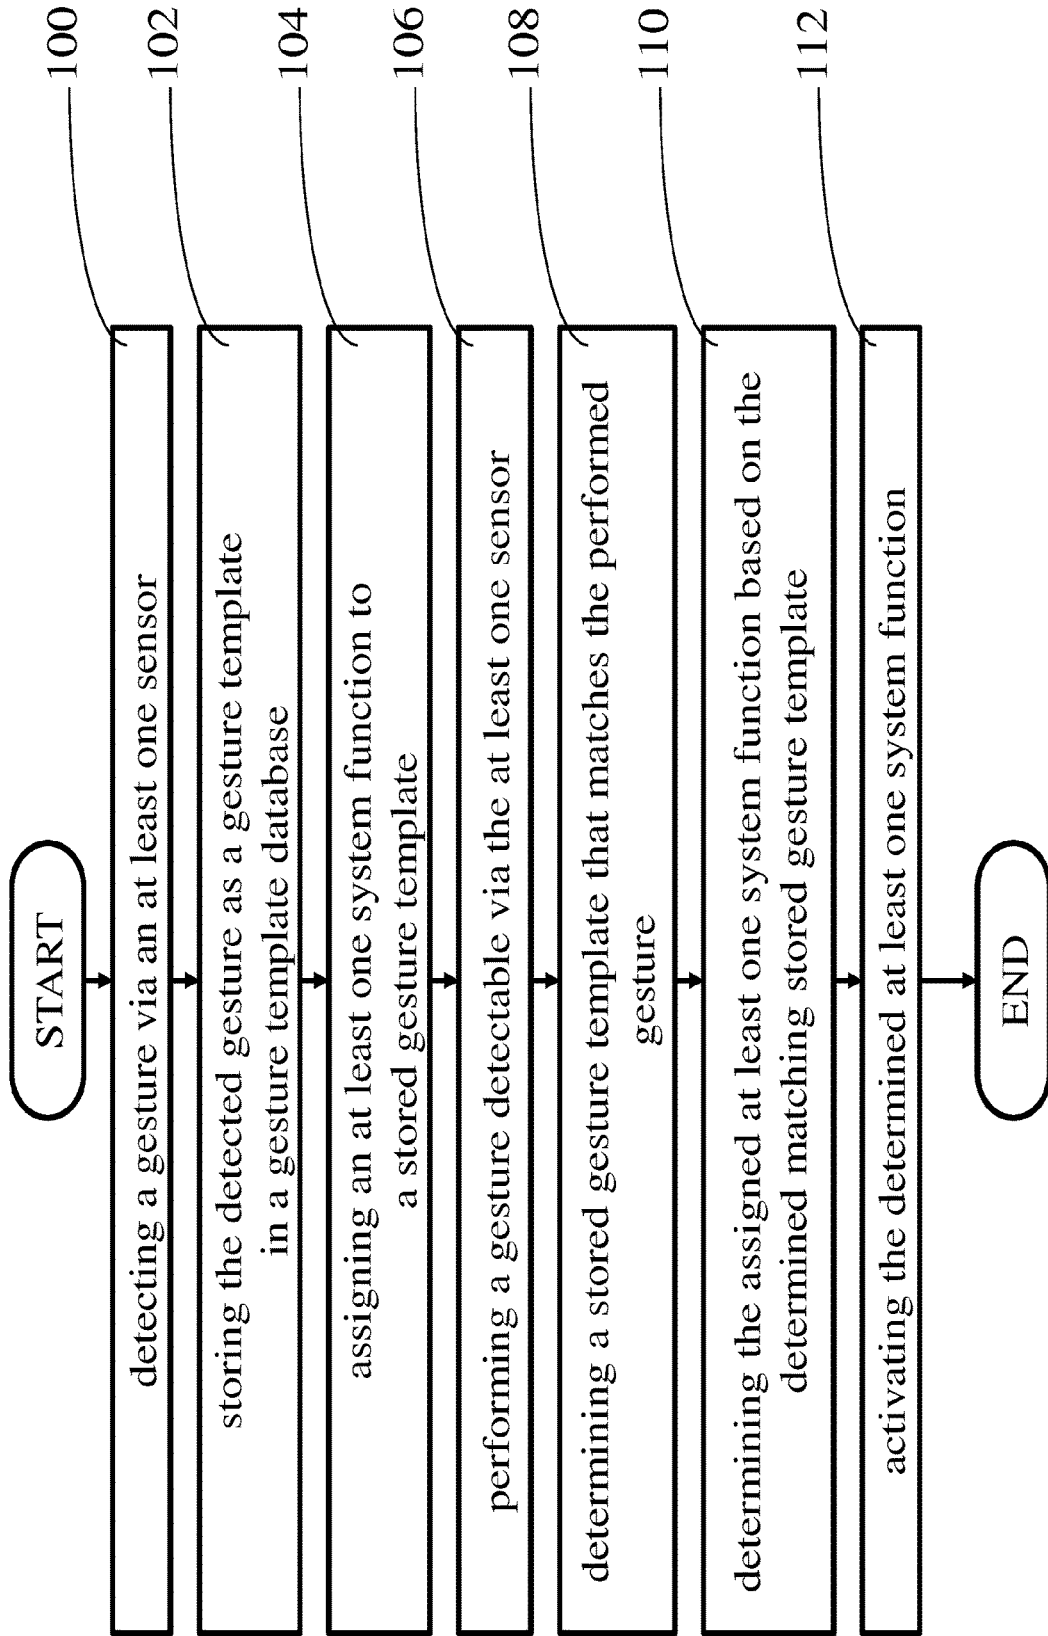 START
detecting a gesture via an at least one sensor
100
storing the detected gesture as a gesture template
in a gesture template database
102
assigning an at least one system function to
a stored gesture template
104
performing a gesture detectable via the at least one sensor
106
determining a stored gesture template that matches the performed
gesture
108
determining the assigned at least one system function based on the
determined matching stored gesture template
110
activating the determined at least one system function
112
END